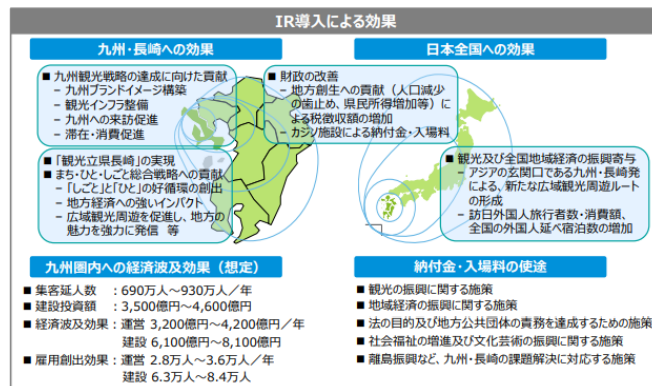 IR導入による効果
九州・長崎への効果
■ 九州観光戦略の達成に向けた貢献
– 九州ブランドイメージ構築
– 観光インフラ整備
– 九州への来訪促進
– 滞在・消費促進
■ 財政の改善
– 地方創生への貢献（人口減少
の歯止め、県民所得増加等）に
よる税徴収額の増加
– カジノ施設による納付金・入場料
■ 「観光立県長崎」の実現
■ まち・ひと・しごと総合戦略への貢献
– 「しごと」と「ひと」の好循環の創出
– 地方経済への強いインパクト
– 広域観光周遊を促進し、地方の
魅力を強力に発信 等
日本全国への効果
■ 観光及び全国地域経済の振興寄与
– アジアの玄関口である九州・長崎発
による、新たな広域観光周遊ルート
の形成
– 訪日外国人旅行者数・消費額、
全国の外国人延べ宿泊数の増加
九州圏内への経済波及効果（想定）
■ 集客延人数 ：690万人～930万人／年
■ 建設投資額 ：3,500億円～4,600億円
■ 経済波及効果：運営 3,200億円～4,200億円／年
建設 6,100億円～8,100億円
■ 雇用創出効果：運営 2.8万人～3.6万人／年
建設 6.3万人～8.4万人
納付金・入場料の使途
■ 観光の振興に関する施策
■ 地域経済の振興に関する施策
■ 法の目的及び地方公共団体の責務を達成するための施策
■ 社会福祉の増進及び文化芸術の振興に関する施策
■ 離島振興など、九州・長崎の課題解決に対応する施策